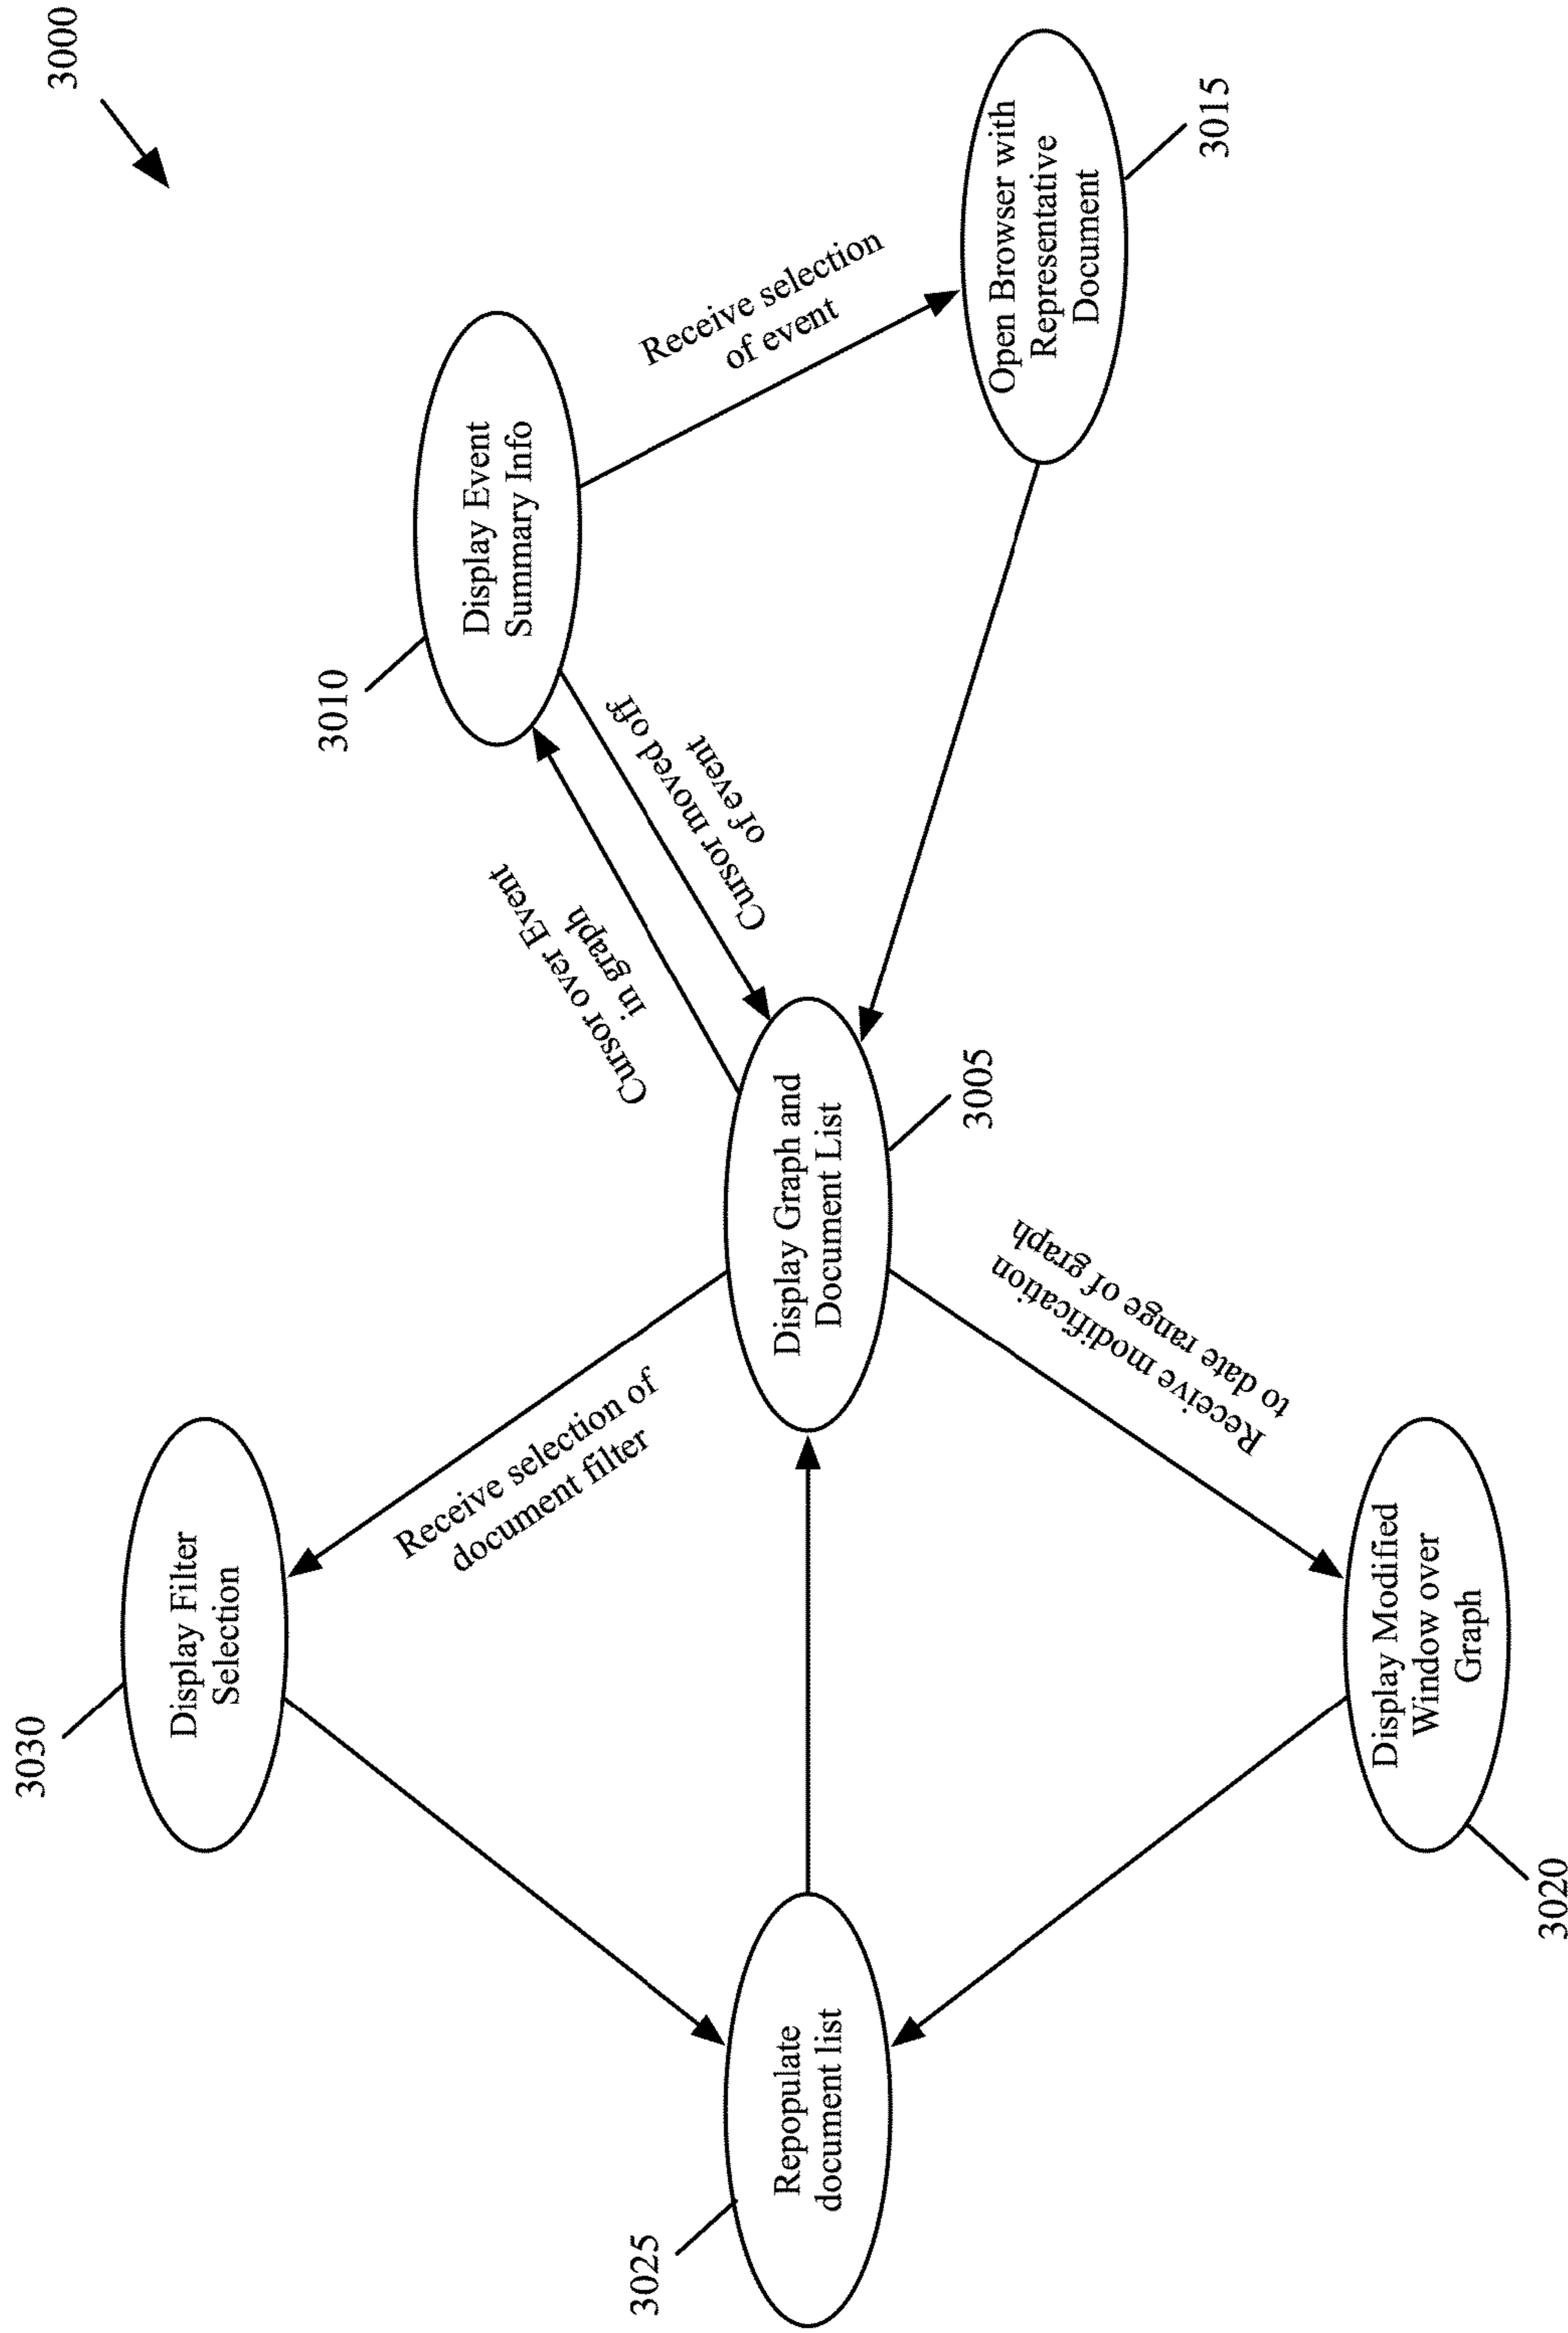 3000
3030
Display Filter
Selection
Receive selection of
document filter
3010
Display Event
Summary Info
Cursor over Event
in graph
Cursor moved off
of event
Receive selection
of event
3025
Repopulate
document list
Display Graph and
Document List
3005
Open Browser with
Representative
Document
3015
Receive modification
to date range of graph
Display Modified
Window over
Graph
3020